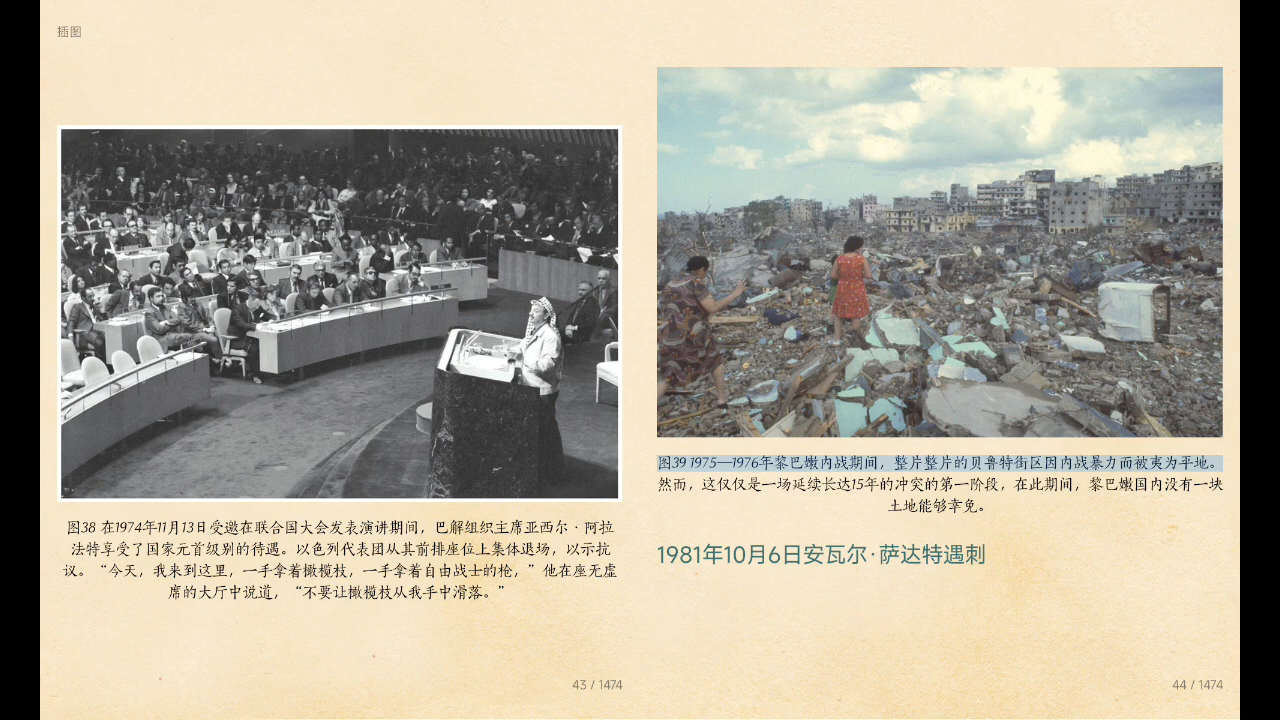 插图
图38 在1974年11月13日受邀在联合国大会发表演讲期间，巴解组织主席亚西尔·阿拉
法特享受了国家元首级别的待遇。以色列代表团从其前排座位上集体退场，以示抗
议。“今天，我来到这里，一手拿着橄榄枝，一手拿着自由战士的枪，”他在座无虚
席的大厅中说道，“不要让橄榄枝从我手中滑落。”
43 / 1474
图39 1975—1976年黎巴嫩内战期间，整片整片的贝鲁特街区因内战暴力而被夷为平地。
然而，这仅仅是一场延续长达15年的冲突的第一阶段，在此期间，黎巴嫩国内没有一块
土地能够幸免。
1981年10月6日安瓦尔·萨达特遇刺
44 / 1474